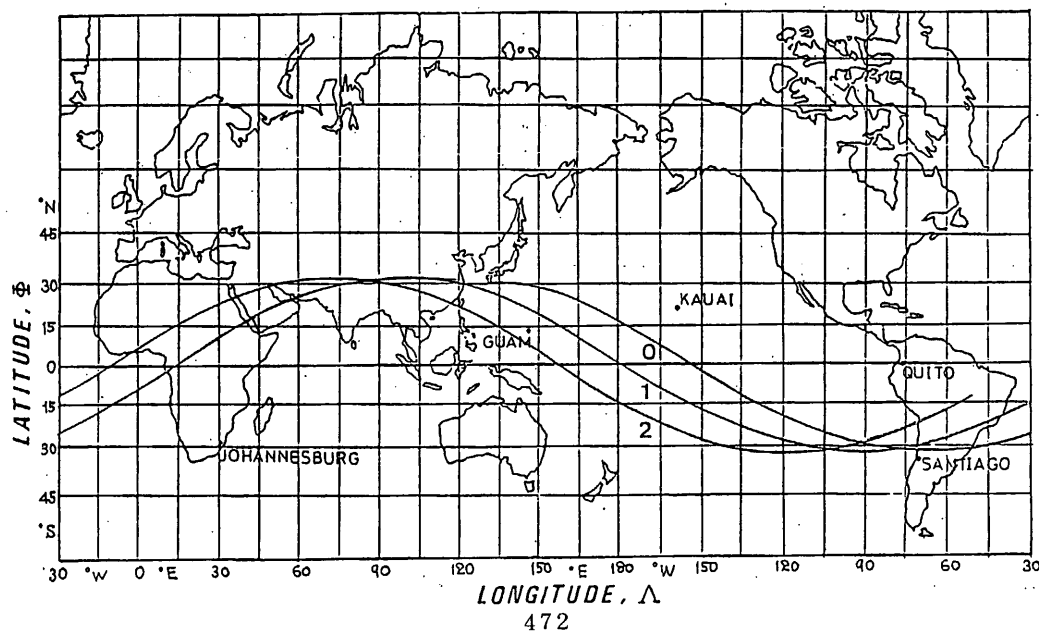 °N
45
30
15
0
15
30
45
°S
LATITUDE, Φ
KAUAI
GUAM
0
1
2
QUITO
JOHANNESBURG
SANTIAGO
30 °W 0 °E 30 60 90 120 150 °E °W 150 120 90 60 30
LONGITUDE, Λ
472